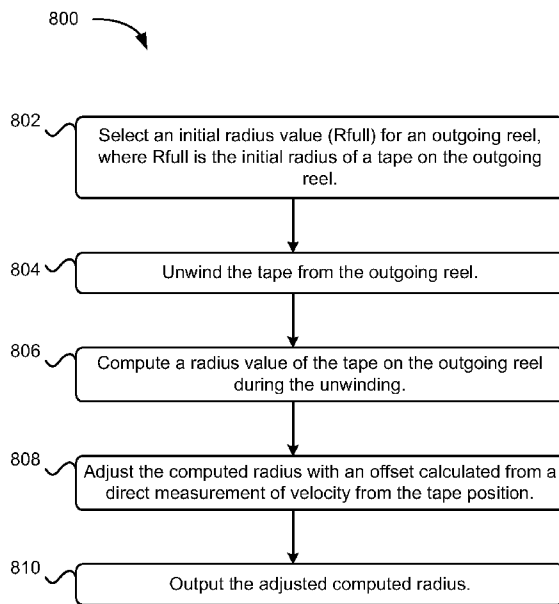 800
802
Select an initial radius value (Rfull) for an outgoing reel,
where Rfull is the initial radius of a tape on the outgoing
reel.
804
Unwind the tape from the outgoing reel.
806
Compute a radius value of the tape on the outgoing reel
during the unwinding.
808
Adjust the computed radius with an offset calculated from a
direct measurement of velocity from the tape position.
810
Output the adjusted computed radius.